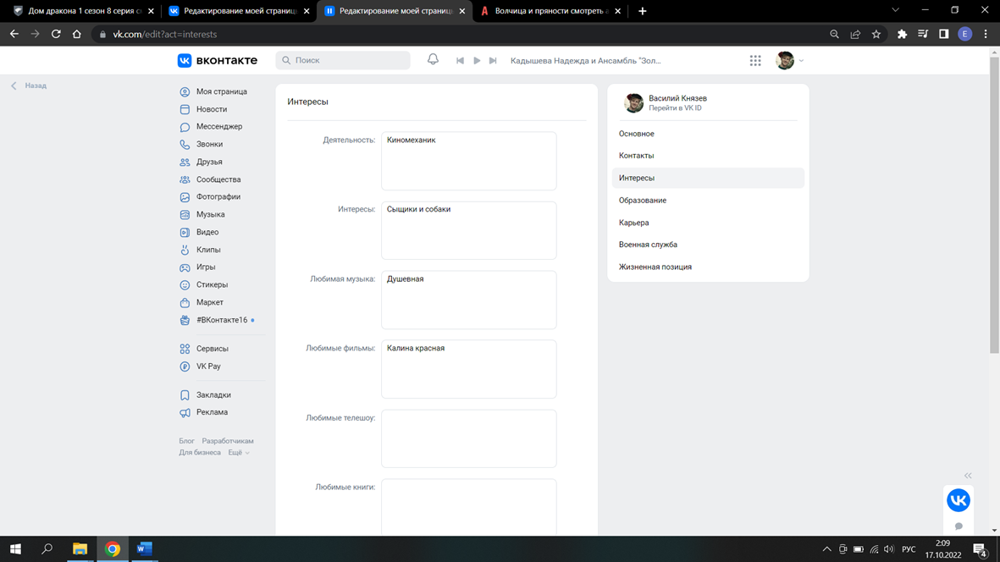 Дом дракона 1 сезон 8 серия с
Редактирование моей страниц
Редактирование моей страниц
Волчица и пряности смотреть а
vk.com/edit?act=interests
E
вконтакте
Поиск
Кадышева Надежда и Ансамбль "Зол...
Назад
Моя страница
Новости
Мессенджер
Звонки
Друзья
Сообщества
Фотографии
Музыка
Видео
Клипы
Игры
Стикеры
Маркет
#ВКонтакте16
Сервисы
VK Pay
Закладки
Реклама
Блог Разработчикам
Для бизнеса Ещё
Интересы
Деятельность: Киномеханик
Интересы: Сыщики и собаки
Любимая музыка: Душевная
Любимые фильмы: Калина красная
Любимые телешоу:
Любимые книги:
Василий Князев
Перейти в VK ID
Основное
Контакты
Интересы
Образование
Карьера
Военная служба
Жизненная позиция
РУС
2:09
17.10.2022
4